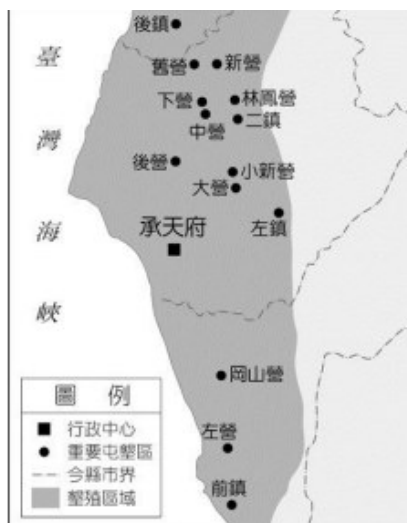 臺灣海峽
後鎮
舊營
新營
下營
林鳳營
中營
二鎮
後營
小新營
大營
左鎮
承天府
岡山營
左營
前鎮
圖例
行政中心
重要屯墾區
今縣市界
墾殖區域